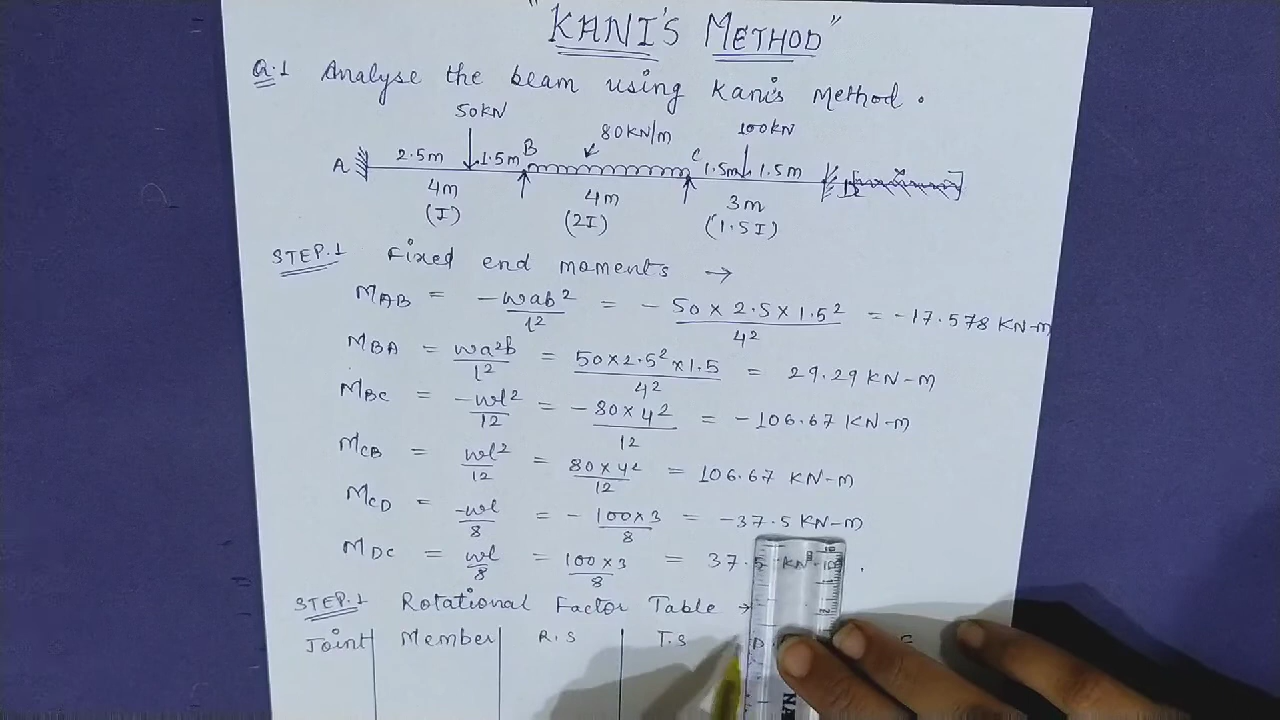 "KANI'S METHOD"
Q.1 Analyse the beam using Kani's Method.
50KN 80KN/m 100KN
A 2.5m 1.5m B C 1.5m 1.5m
4m 4m 3m
(I) (2I) (1.5I)
STEP.1 Fixed end moments →
MAB = -wab²/l² = - 50 × 2.5 × 1.5²/4² = -17.578 KN-m
MBA = wa²b/l² = 50×2.5²×1.5/4² = 29.29 KN-m
MBC = -wl²/12 = -80×4²/12 = -106.67 KN-m
MCB = wl²/12 = 80×4²/12 = 106.67 KN-m
MCD = -wl/8 = - 100×3/8 = -37.5 KN-m
MDC = wl/8 = 100×3/8 = 37.5 KN
STEP.1 Rotational Factor Table →
Joint Member R.S T.S